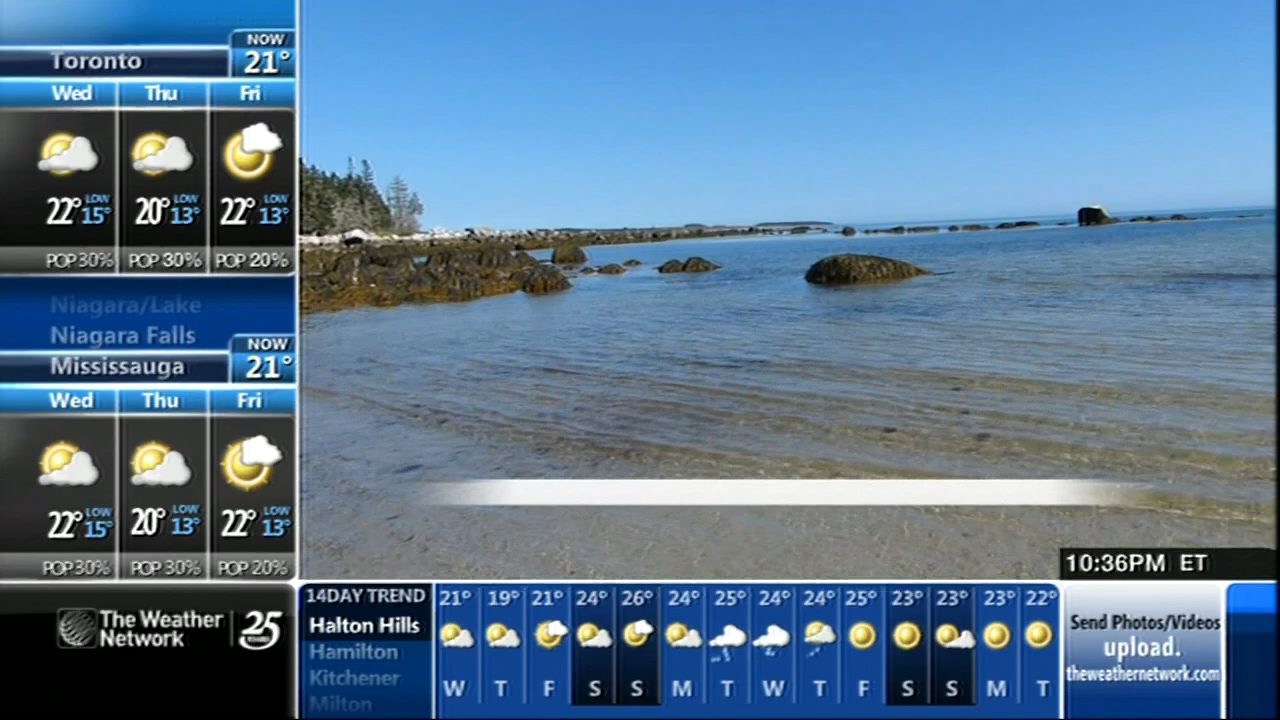 NOW
Toronto 21°
Wed Thu Fri
22° LOW 15° 20° LOW 13° 22° LOW 13°
POP 30% POP 30% POP 20%
Niagara/Lake
Niagara Falls
NOW
Mississauga 21°
Wed Thu Fri
22° LOW 15° 20° LOW 13° 22° LOW 13°
POP 30% POP 30% POP 20%
10:36PM ET
The Weather
Network
25
YEARS
14DAY TREND
Halton Hills
Hamilton
Kitchener
Milton
21° 19° 21° 24° 26° 24° 25° 24° 24° 25° 23° 23° 23° 22°
W T F S S M T W T F S S M T
Send Photos/Videos
upload.
theweathernetwork.com